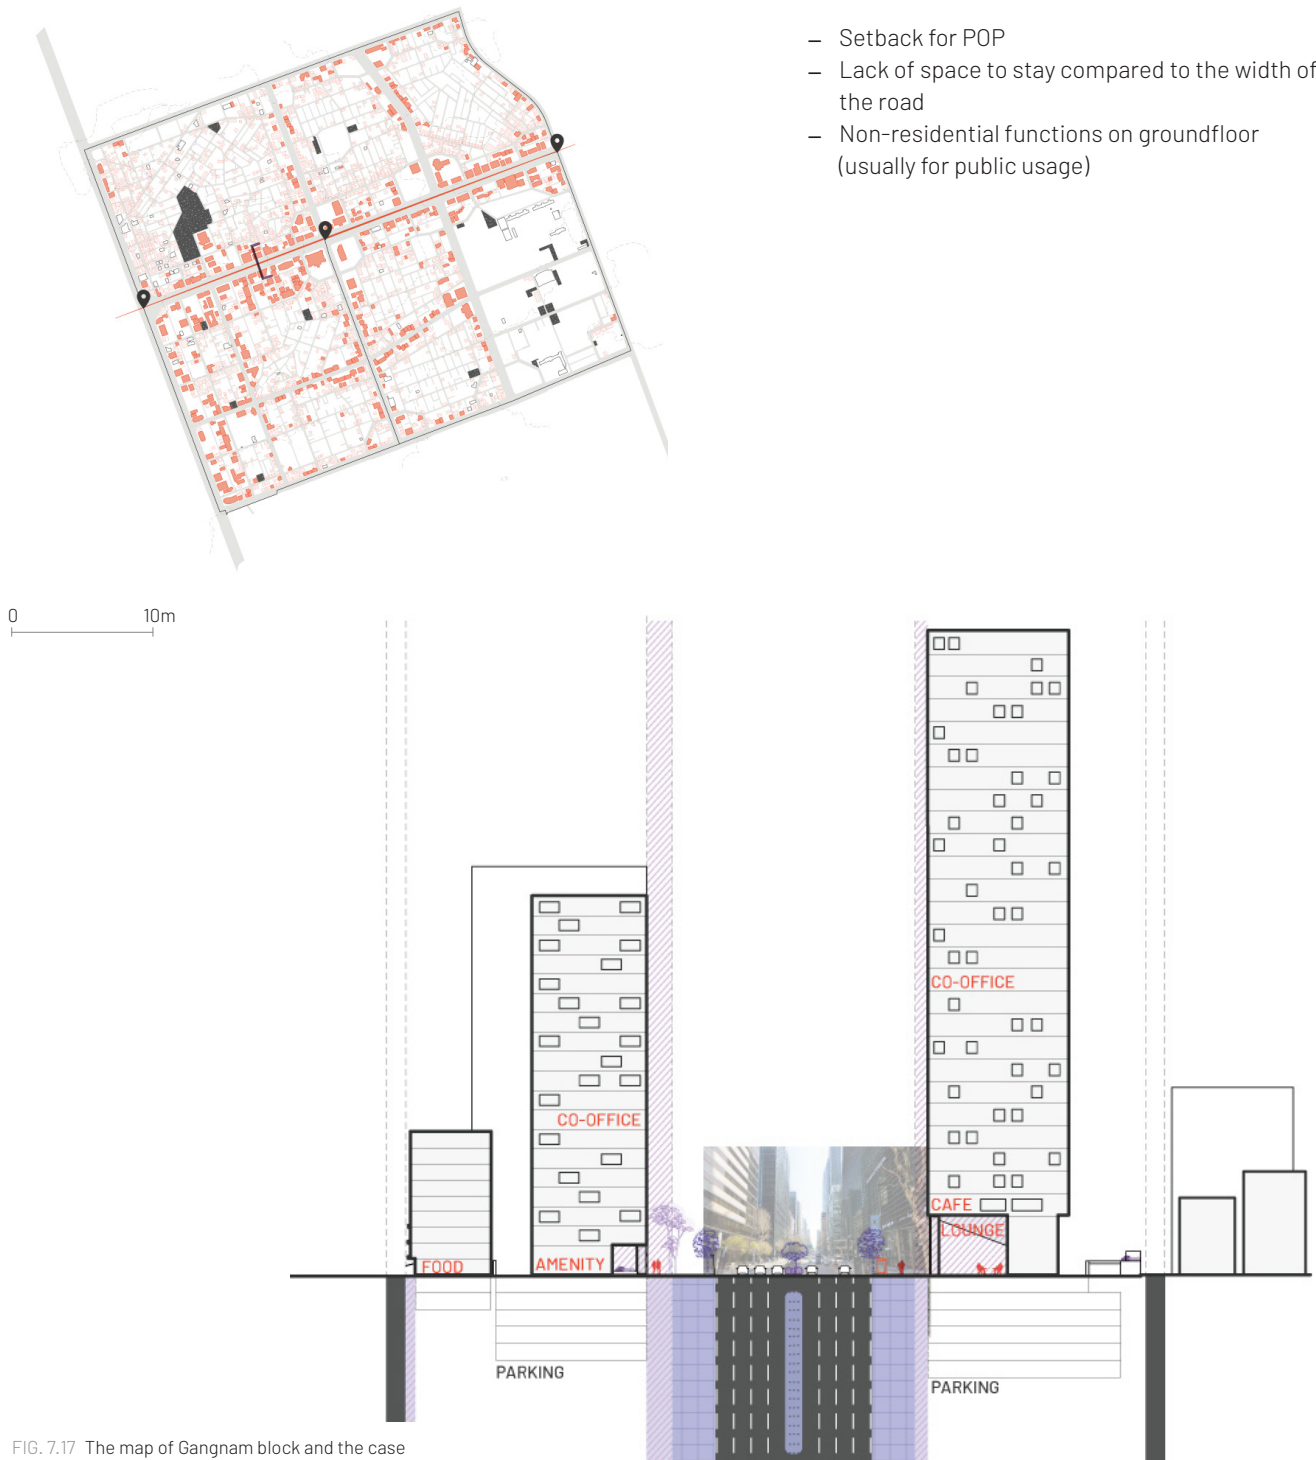 – Setback for POP
– Lack of space to stay compared to the width of
the road
– Non-residential functions on groundfloor
(usually for public usage)
0 10m
CO-OFFICE
CO-OFFICE
CAFE
LOUNGE
FOOD
AMENITY
PARKING
PARKING
FIG. 7.17 The map of Gangnam block and the case